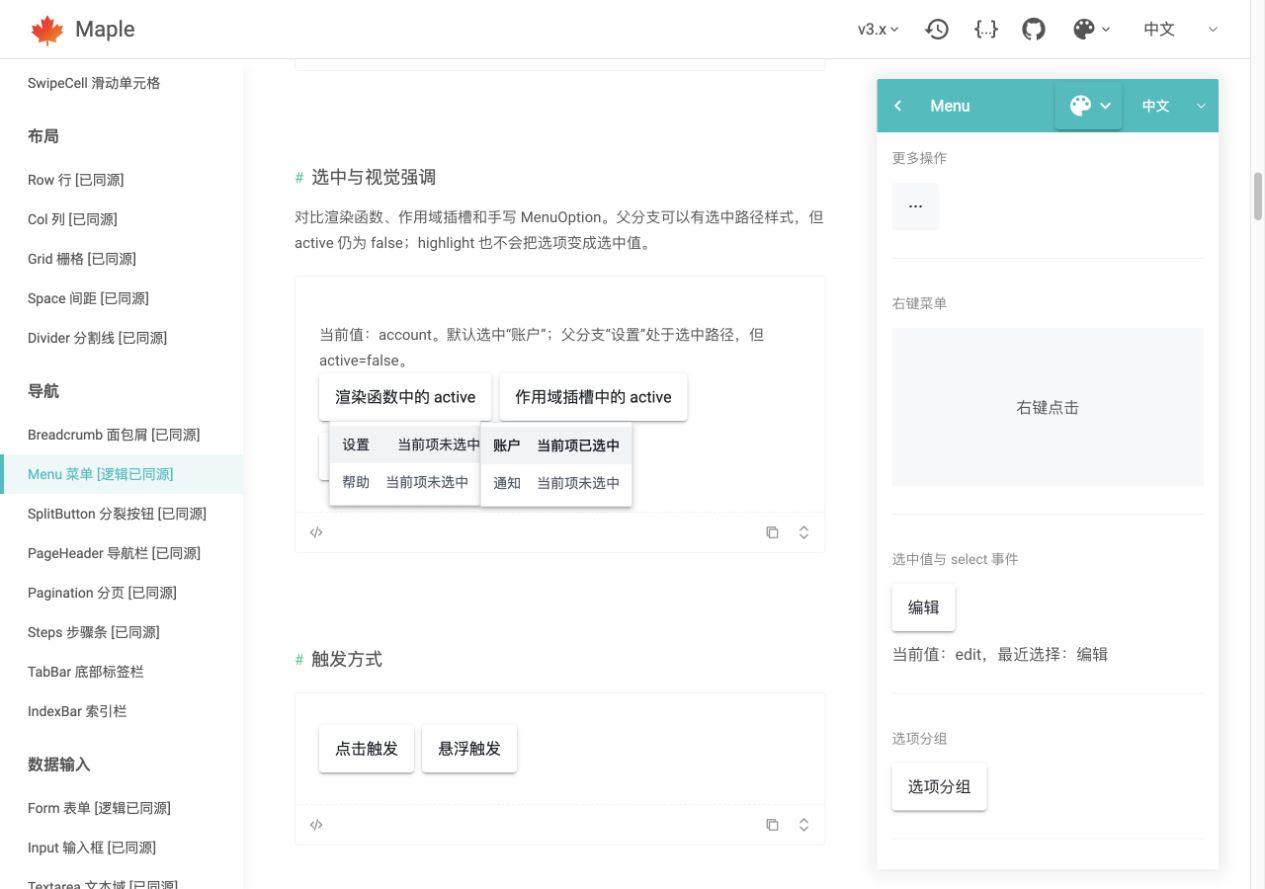 Maple
v3.x
{...}
中文
SwipeCell 滑动单元格
布局
Row 行 [已同源]
Col 列 [已同源]
Grid 栅格 [已同源]
Space 间距 [已同源]
Divider 分割线 [已同源]
导航
Breadcrumb 面包屑 [已同源]
Menu 菜单 [逻辑已同源]
SplitButton 分裂按钮 [已同源]
PageHeader 导航栏 [已同源]
Pagination 分页 [已同源]
Steps 步骤条 [已同源]
TabBar 底部标签栏
IndexBar 索引栏
数据输入
Form 表单 [逻辑已同源]
Input 输入框 [已同源]
Textarea 文本域 [已同源]
# 选中与视觉强调
对比渲染函数、作用域插槽和手写 MenuOption。父分支可以有选中路径样式，但
active 仍为 false；highlight 也不会把选项变成选中值。
当前值：account。默认选中“账户”；父分支“设置”处于选中路径，但
active=false。
渲染函数中的 active
作用域插槽中的 active
设置 当前项未选中
账户 当前项已选中
帮助 当前项未选中
通知 当前项未选中
# 触发方式
点击触发
悬浮触发
Menu
中文
更多操作
...
右键菜单
右键点击
选中值与 select 事件
编辑
当前值：edit，最近选择：编辑
选项分组
选项分组